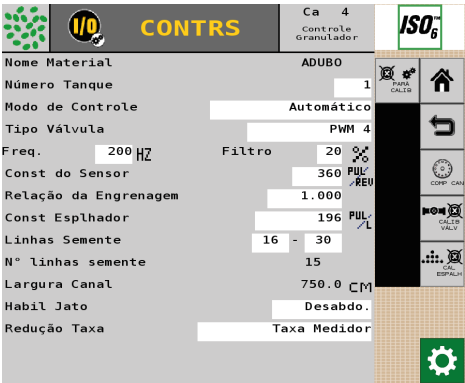 I/O
CONTRS
Ca 4
Controle
Granulador
ISO
6
Nome Material ADUBO
Número Tanque 1
Modo de Controle Automático
Tipo Válvula PWM 4
Freq. 200 HZ Filtro 20 %
Const do Sensor 360 PUL/REV
Relação da Engrenagem 1.000
Const Esplhador 196 PUL/L
Linhas Semente 16 - 30
N° linhas semente 15
Largura Canal 750.0 CM
Habil Jato Desabdo.
Redução Taxa Taxa Medidor
PARÂ
CALIB
COMP CAN
CALIB
VÁLV
CAL
ESPALH